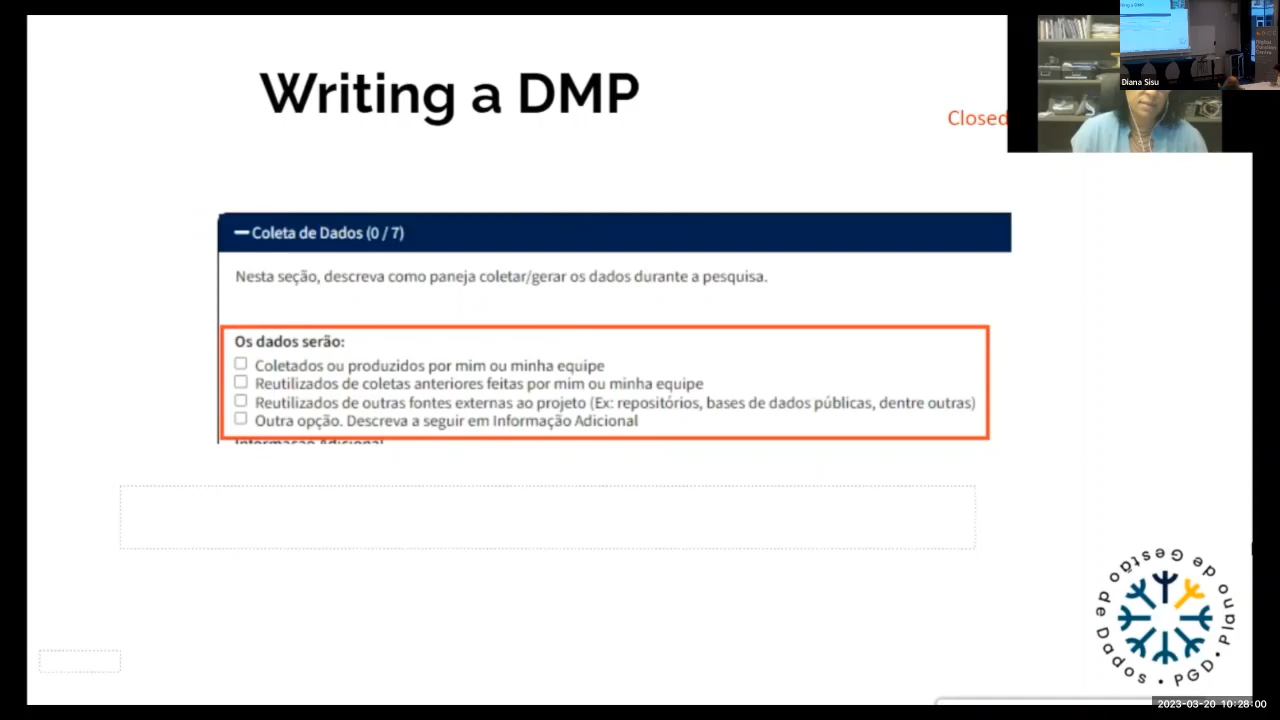 Writing a DMP
Closed
Diana Sisu
Coleta de Dados (0 / 7)
Nesta seção, descreva como paneja coletar/gerar os dados durante a pesquisa.
Os dados serão:
Coletados ou produzidos por mim ou minha equipe
Reutilizados de coletas anteriores feitas por mim ou minha equipe
Reutilizados de outras fontes externas ao projeto (Ex: repositórios, bases de dados públicas, dentre outras)
Outra opção. Descreva a seguir em Informação Adicional
Informação Adicional
Plano de Gestão de Dados • PGD •
2023-03-20 10:28:00